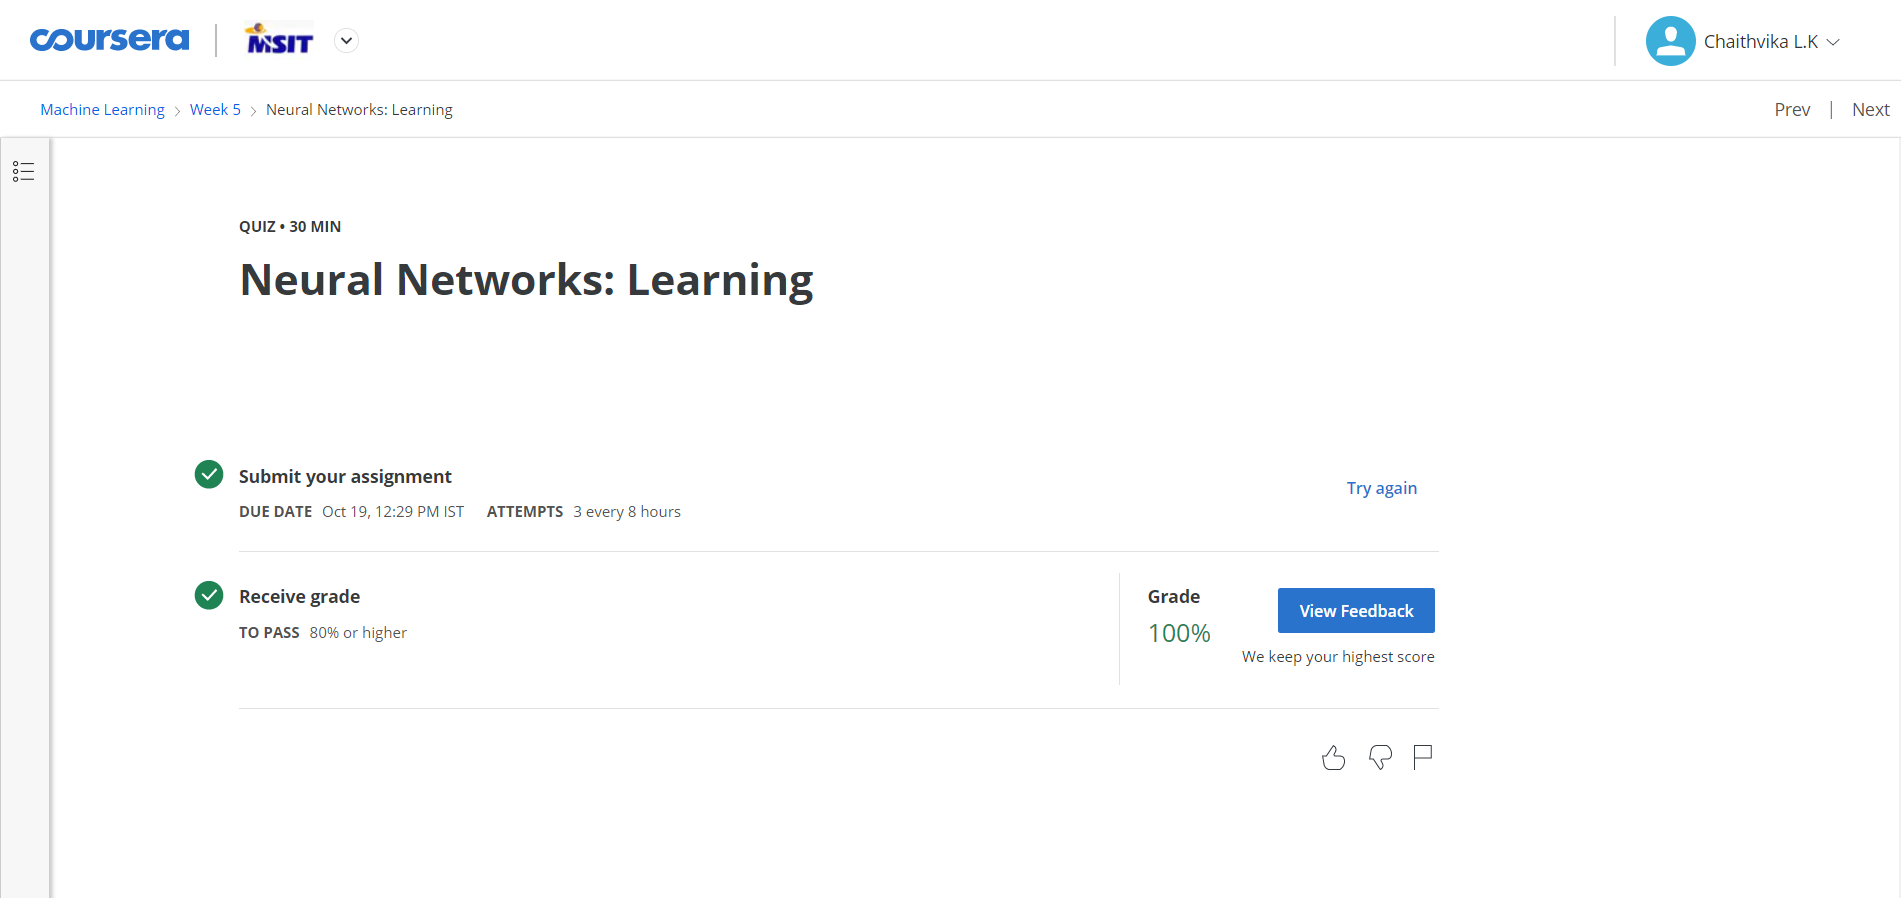 coursera | MSIT
Chaithvika L.K
Machine Learning > Week 5 > Neural Networks: Learning
Prev | Next
QUIZ • 30 MIN
Neural Networks: Learning
Submit your assignment
DUE DATE Oct 19, 12:29 PM IST ATTEMPTS 3 every 8 hours
Try again
Receive grade
TO PASS 80% or higher
Grade
100%
View Feedback
We keep your highest score